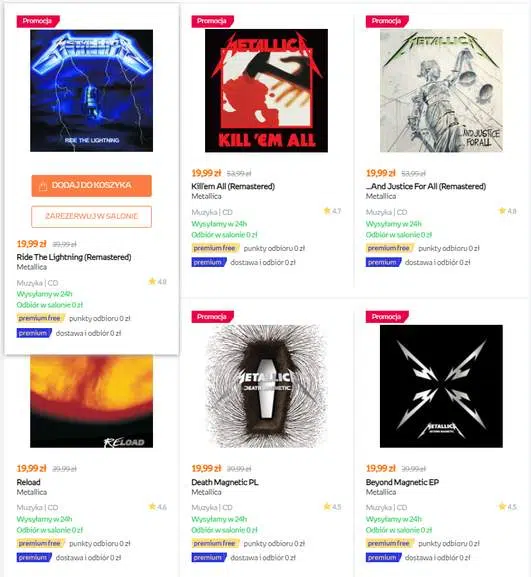 Promocja
METALLICA
RIDE THE LIGHTNING
DODAJ DO KOSZYKA
ZAREZERWUJ W SALONIE
19,99 zł 39,99 zł
Ride The Lightning (Remastered)
Metallica
Muzyka | CD 4.8
Wysyłamy w 24h
Odbiór w salonie 0 zł
premium free punkty odbioru 0 zł
premium dostawa i odbiór 0 zł
Promocja
METALLICA
KILL 'EM ALL
19,99 zł 53,99 zł
Kill'em All (Remastered)
Metallica
Muzyka | CD 4.7
Wysyłamy w 24h
Odbiór w salonie 0 zł
premium free punkty odbioru 0 zł
premium dostawa i odbiór 0 zł
Promocja
METALLICA
...AND JUSTICE
FOR ALL
19,99 zł 53,99 zł
...And Justice For All (Remastered)
Metallica
Muzyka | CD 4.8
Wysyłamy w 24h
Odbiór w salonie 0 zł
premium free punkty odbioru 0 zł
premium dostawa i odbiór 0 zł
RELOAD
19,99 zł 39,99 zł
Reload
Metallica
Muzyka | CD 4.6
Wysyłamy w 24h
Odbiór w salonie 0 zł
premium free punkty odbioru 0 zł
premium dostawa i odbiór 0 zł
Promocja
METALLICA
DEATH MAGNETIC
19,99 zł 39,99 zł
Death Magnetic PL
Metallica
Muzyka | CD 4.5
Wysyłamy w 24h
Odbiór w salonie 0 zł
premium free punkty odbioru 0 zł
premium dostawa i odbiór 0 zł
Promocja
METALLICA
BEYOND MAGNETIC
19,99 zł 39,99 zł
Beyond Magnetic EP
Metallica
Muzyka | CD 4.5
Wysyłamy w 24h
Odbiór w salonie 0 zł
premium free punkty odbioru 0 zł
premium dostawa i odbiór 0 zł